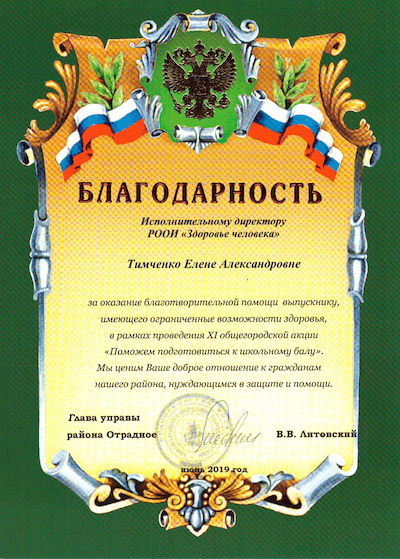 БЛАГОДАРНОСТЬ
Исполнительному директору
РООИ «Здоровье человека»
Тимченко Елене Александровне
за оказание благотворительной помощи выпускнику,
имеющего ограниченные возможности здоровья,
в рамках проведения XI общегородской акции
«Поможем подготовиться к школьному балу».
Мы ценим Ваше доброе отношение к гражданам
нашего района, нуждающимся в защите и помощи.
Глава управы
района Отрадное В.В. Литовский
июнь 2019 год